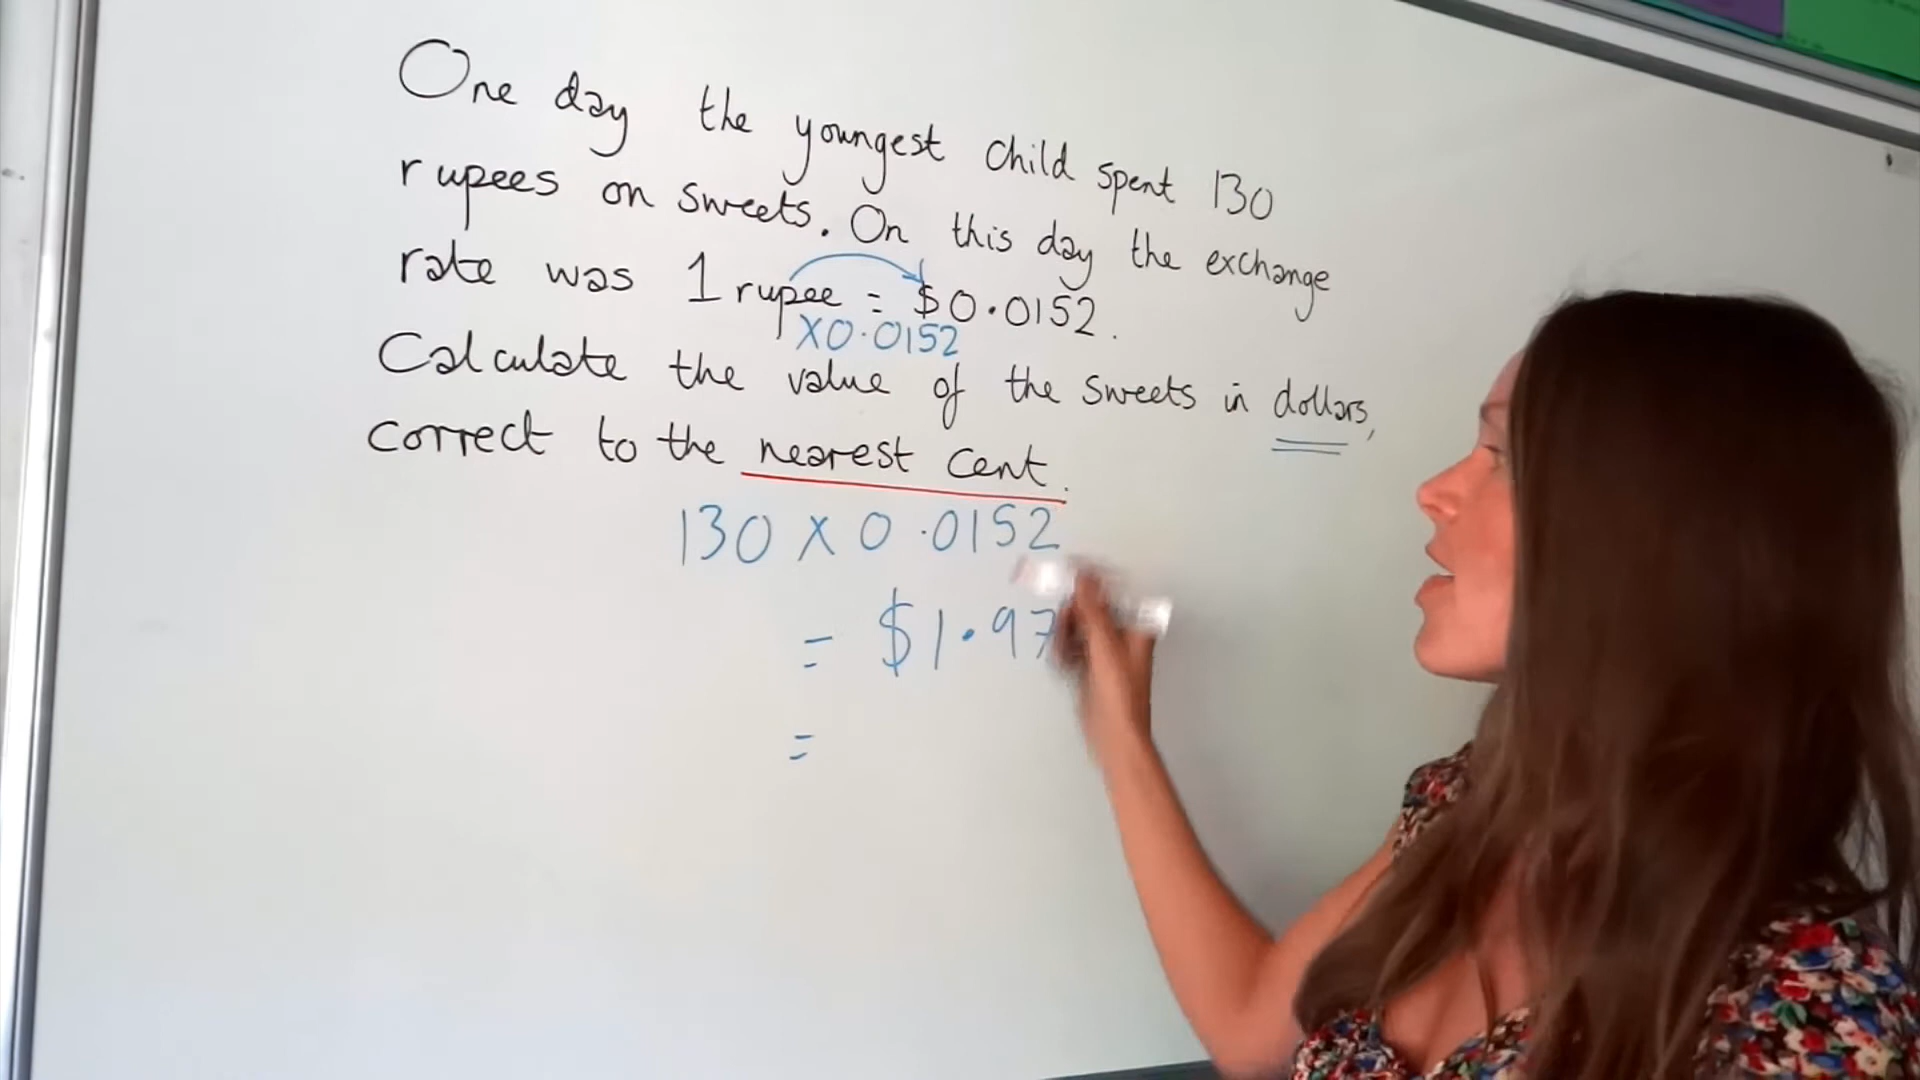 One day the youngest child spent 130
rupees on sweets. On this day the exchange
rate was 1 rupee = $0.0152.
X0.0152
Calculate the value of the sweets in dollars,
correct to the nearest cent.
130 X 0.0152
= $1.97
=